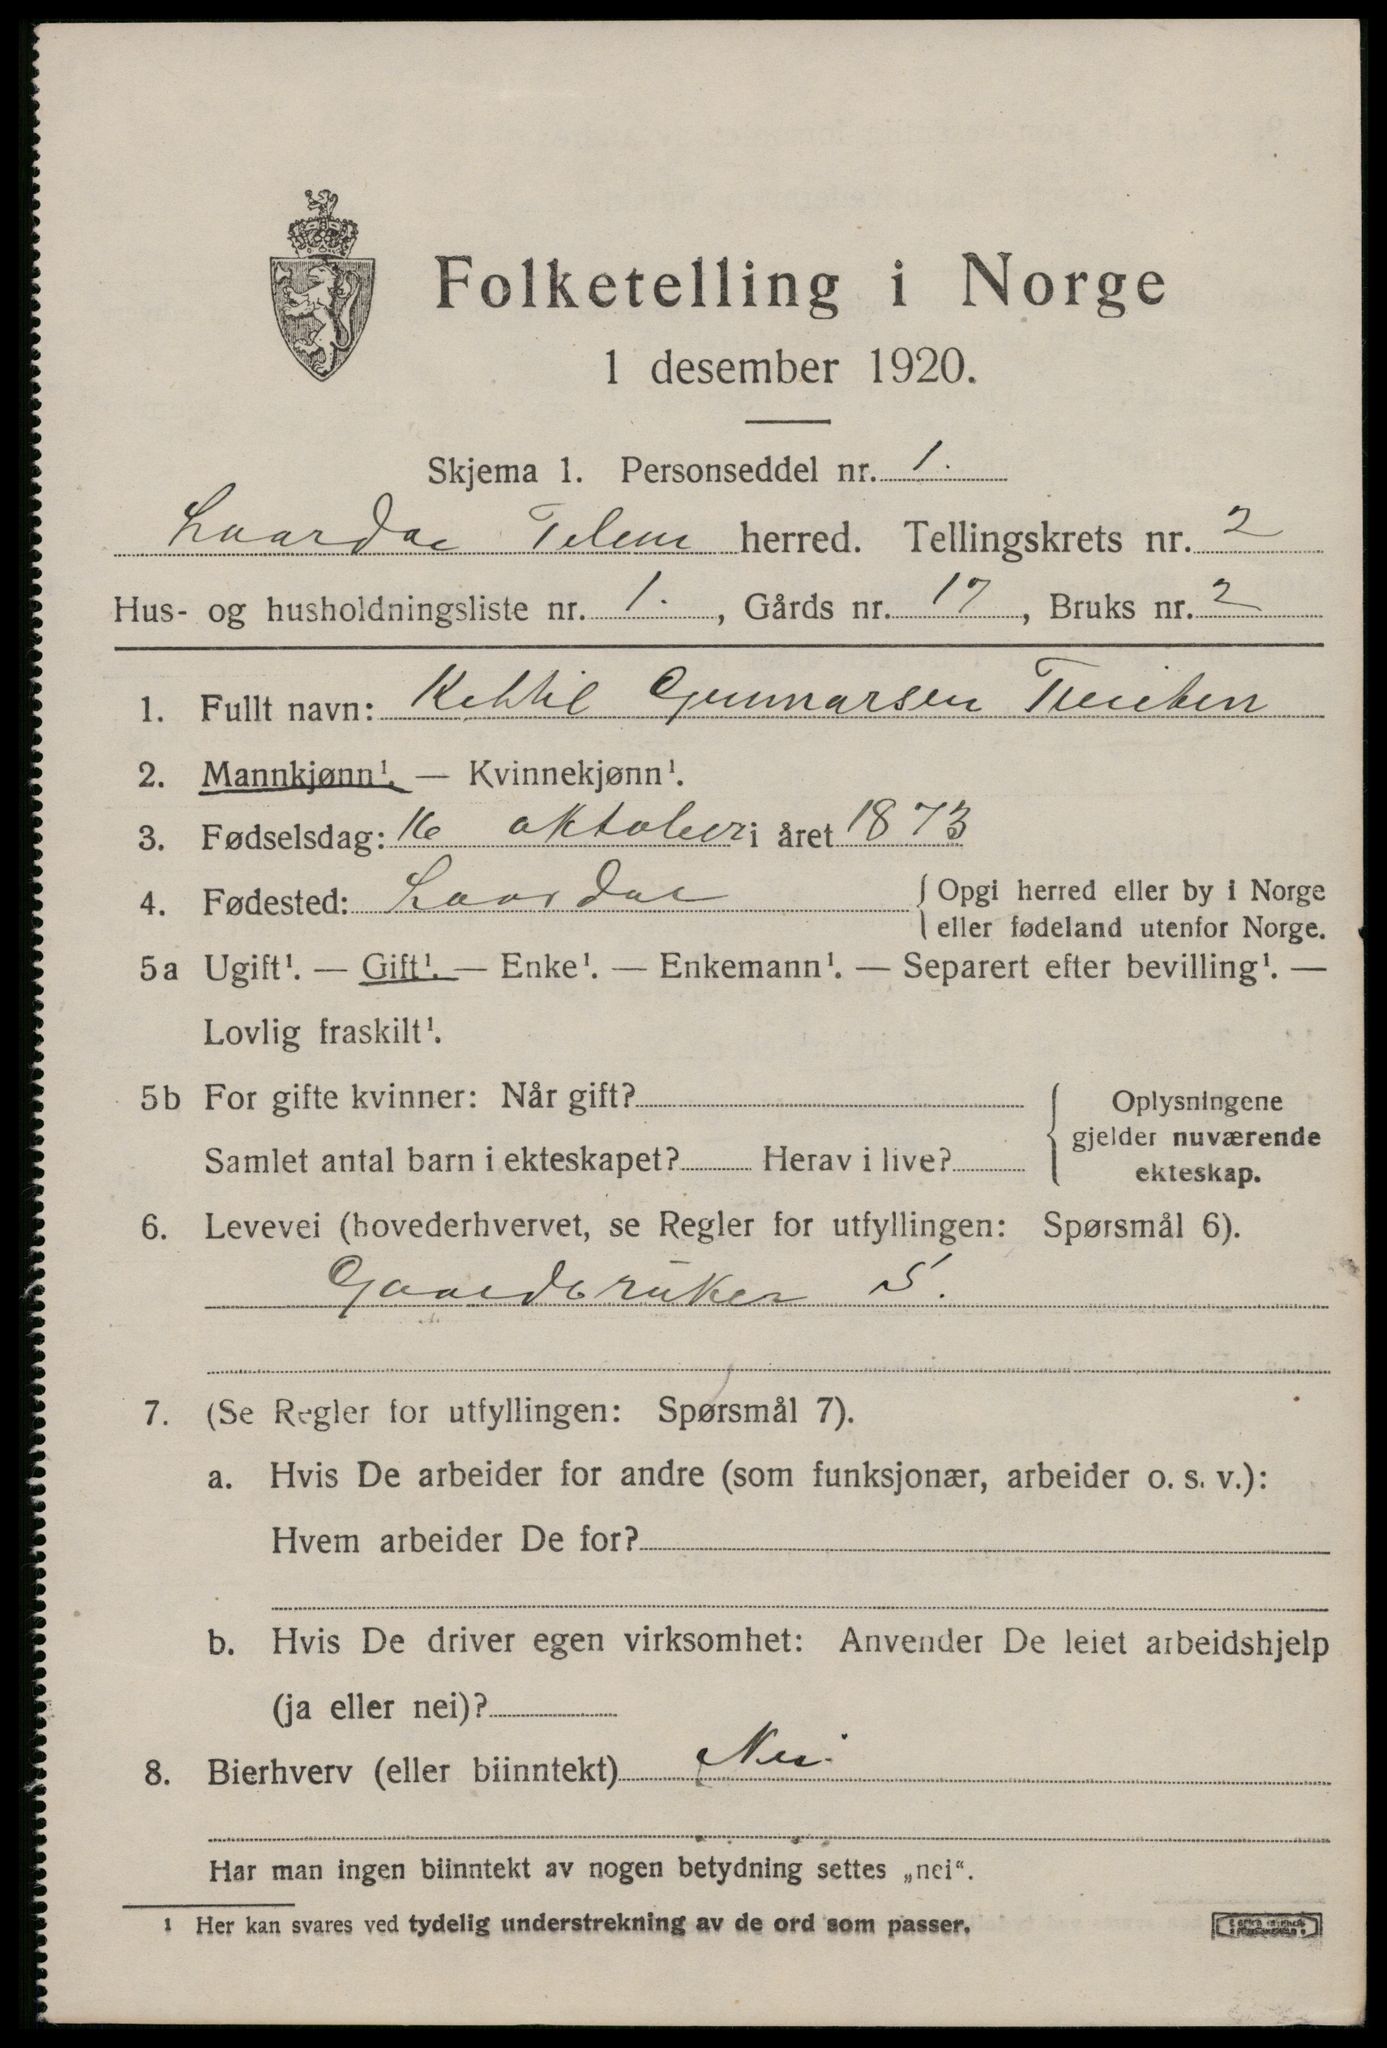 Folketelling i Norge
1 desember 1920.
Skjema 1. Personseddel nr. 1.
Laardal Telem herred. Tellingskrets nr. 2
Hus- og husholdningsliste nr. 1., Gårds nr. 17, Bruks nr. 2
1. Fullt navn: Kittil Gunnarsen
2. Mannkjønn¹. — Kvinnekjønn¹.
3. Fødselsdag: 16 oktober i året 1873
4. Fødested: Laardal { Opgi herred eller by i Norge
eller fødeland utenfor Norge.
5a Ugift¹. — Gift¹. — Enke¹. — Enkemann¹. — Separert efter bevilling¹. —
Lovlig fraskilt¹.
5b For gifte kvinner: Når gift?
Samlet antal barn i ekteskapet? Herav i live?
{ Oplysningene
gjelder nuværende
ekteskap.
6. Levevei (hovederhvervet, se Regler for utfyllingen: Spørsmål 6).
Gaardbruker S.
7. (Se Regler for utfyllingen: Spørsmål 7).
a. Hvis De arbeider for andre (som funksjonær, arbeider o. s. v.):
Hvem arbeider De for?
b. Hvis De driver egen virksomhet: Anvender De leiet arbeidshjelp
(ja eller nei)?
8. Bierhverv (eller biinntekt) Nei.
Har man ingen biinntekt av nogen betydning settes „nei“.
1 Her kan svares ved tydelig understrekning av de ord som passer.